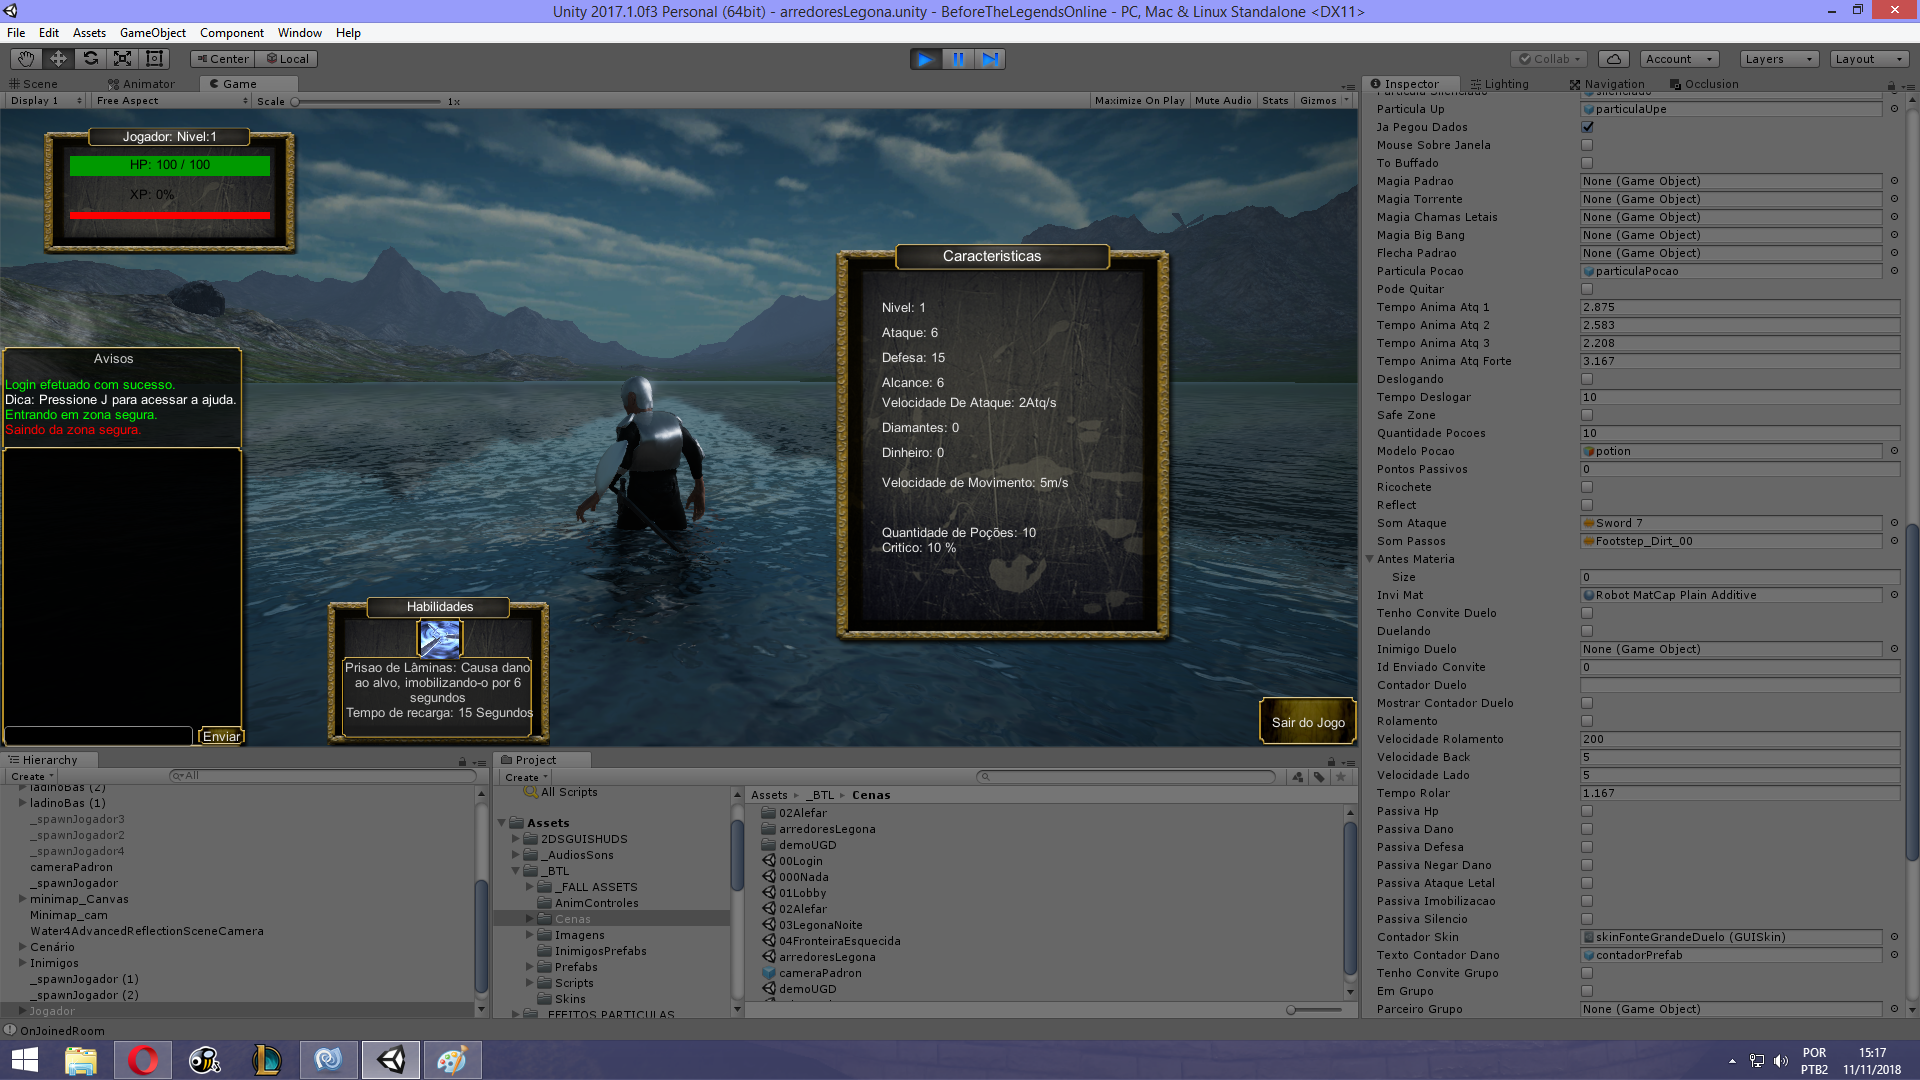 Unity 2017.1.0f3 Personal (64bit) - arredoresLegona.unity - BeforeTheLegendsOnline - PC, Mac & Linux Standalone <DX11>
File Edit Assets GameObject Component Window Help
Center Local
Collab Account Layers Layout
Scene Animator Game
Display 1 Free Aspect Scale 1x Maximize On Play Mute Audio Stats Gizmos
Jogador: Nivel:1
HP: 100 / 100
XP: 0%
Avisos
Login efetuado com sucesso.
Dica: Pressione J para acessar a ajuda.
Entrando em zona segura.
Saindo da zona segura.
Enviar
Caracteristicas
Nivel: 1
Ataque: 6
Defesa: 15
Alcance: 6
Velocidade De Ataque: 2Atq/s
Diamantes: 0
Dinheiro: 0
Velocidade de Movimento: 5m/s
Quantidade de Poções: 10
Critico: 10 %
Habilidades
Prisao de Lâminas: Causa dano
ao alvo, imobilizando-o por 6
segundos
Tempo de recarga: 15 Segundos
Sair do Jogo
Inspector Lighting Navigation Occlusion
Particula Silenciado silenciado
Particula Up particulaUpe
Ja Pegou Dados
Mouse Sobre Janela
To Buffado
Magia Padrao None (Game Object)
Magia Torrente None (Game Object)
Magia Chamas Letais None (Game Object)
Magia Big Bang None (Game Object)
Flecha Padrao None (Game Object)
Particula Pocao particulaPocao
Pode Quitar
Tempo Anima Atq 1 2.875
Tempo Anima Atq 2 2.583
Tempo Anima Atq 3 2.208
Tempo Anima Atq Forte 3.167
Deslogando
Tempo Deslogar 10
Safe Zone
Quantidade Pocoes 10
Modelo Pocao potion
Pontos Passivos 0
Ricochete
Reflect
Som Ataque Sword 7
Som Passos Footstep_Dirt_00
Antes Materia
Size 0
Invi Mat Robot MatCap Plain Additive
Tenho Convite Duelo
Duelando
Inimigo Duelo None (Game Object)
Id Enviado Convite 0
Contador Duelo
Mostrar Contador Duelo
Rolamento
Velocidade Rolamento 200
Velocidade Back 5
Velocidade Lado 5
Tempo Rolar 1.167
Passiva Hp
Passiva Dano
Passiva Defesa
Passiva Negar Dano
Passiva Ataque Letal
Passiva Imobilizacao
Passiva Silencio
Contador Skin skinFonteGrandeDuelo (GUISkin)
Texto Contador Dano contadorPrefab
Tenho Convite Grupo
Em Grupo
Parceiro Grupo None (Game Object)
Hierarchy
Create All
ladinoBas (2)
ladinoBas (1)
_spawnJogador3
_spawnJogador2
_spawnJogador4
cameraPadron
_spawnJogador
minimap_Canvas
Minimap_cam
Water4AdvancedReflectionSceneCamera
Cenário
Inimigos
_spawnJogador (1)
_spawnJogador (2)
Jogador
Project
Create
All Scripts
Assets
2DSGUISHUDS
_AudiosSons
_BTL
_FALL ASSETS
AnimControles
Cenas
Imagens
InimigosPrefabs
Prefabs
Scripts
Skins
EFEITOS PARTICULAS
Assets _BTL Cenas
02Alefar
arredoresLegona
demoUGD
00Login
000Nada
01Lobby
02Alefar
03LegonaNoite
04FronteiraEsquecida
arredoresLegona
cameraPadron
demoUGD
OnJoinedRoom
POR
PTB2
15:17
11/11/2018